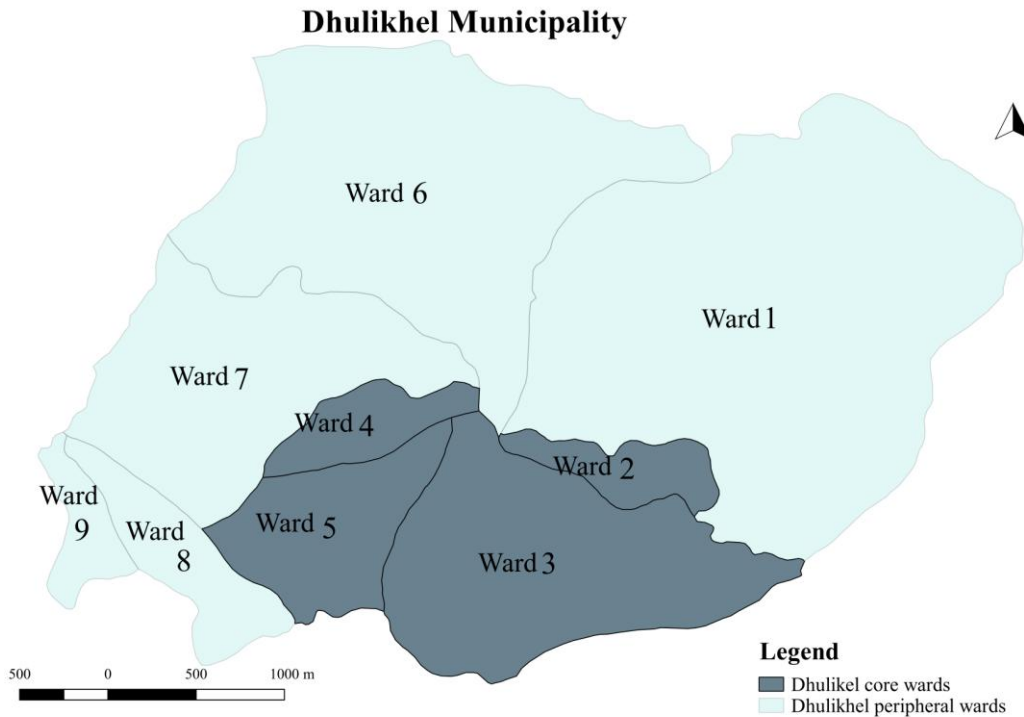 Dhulikhel Municipality
Ward 6
Ward 1
Ward 7
Ward 4
Ward 2
Ward
9
Ward
8
Ward 5
Ward 3
500 0 500 1000 m
Legend
Dhulikel core wards
Dhulikhel peripheral wards